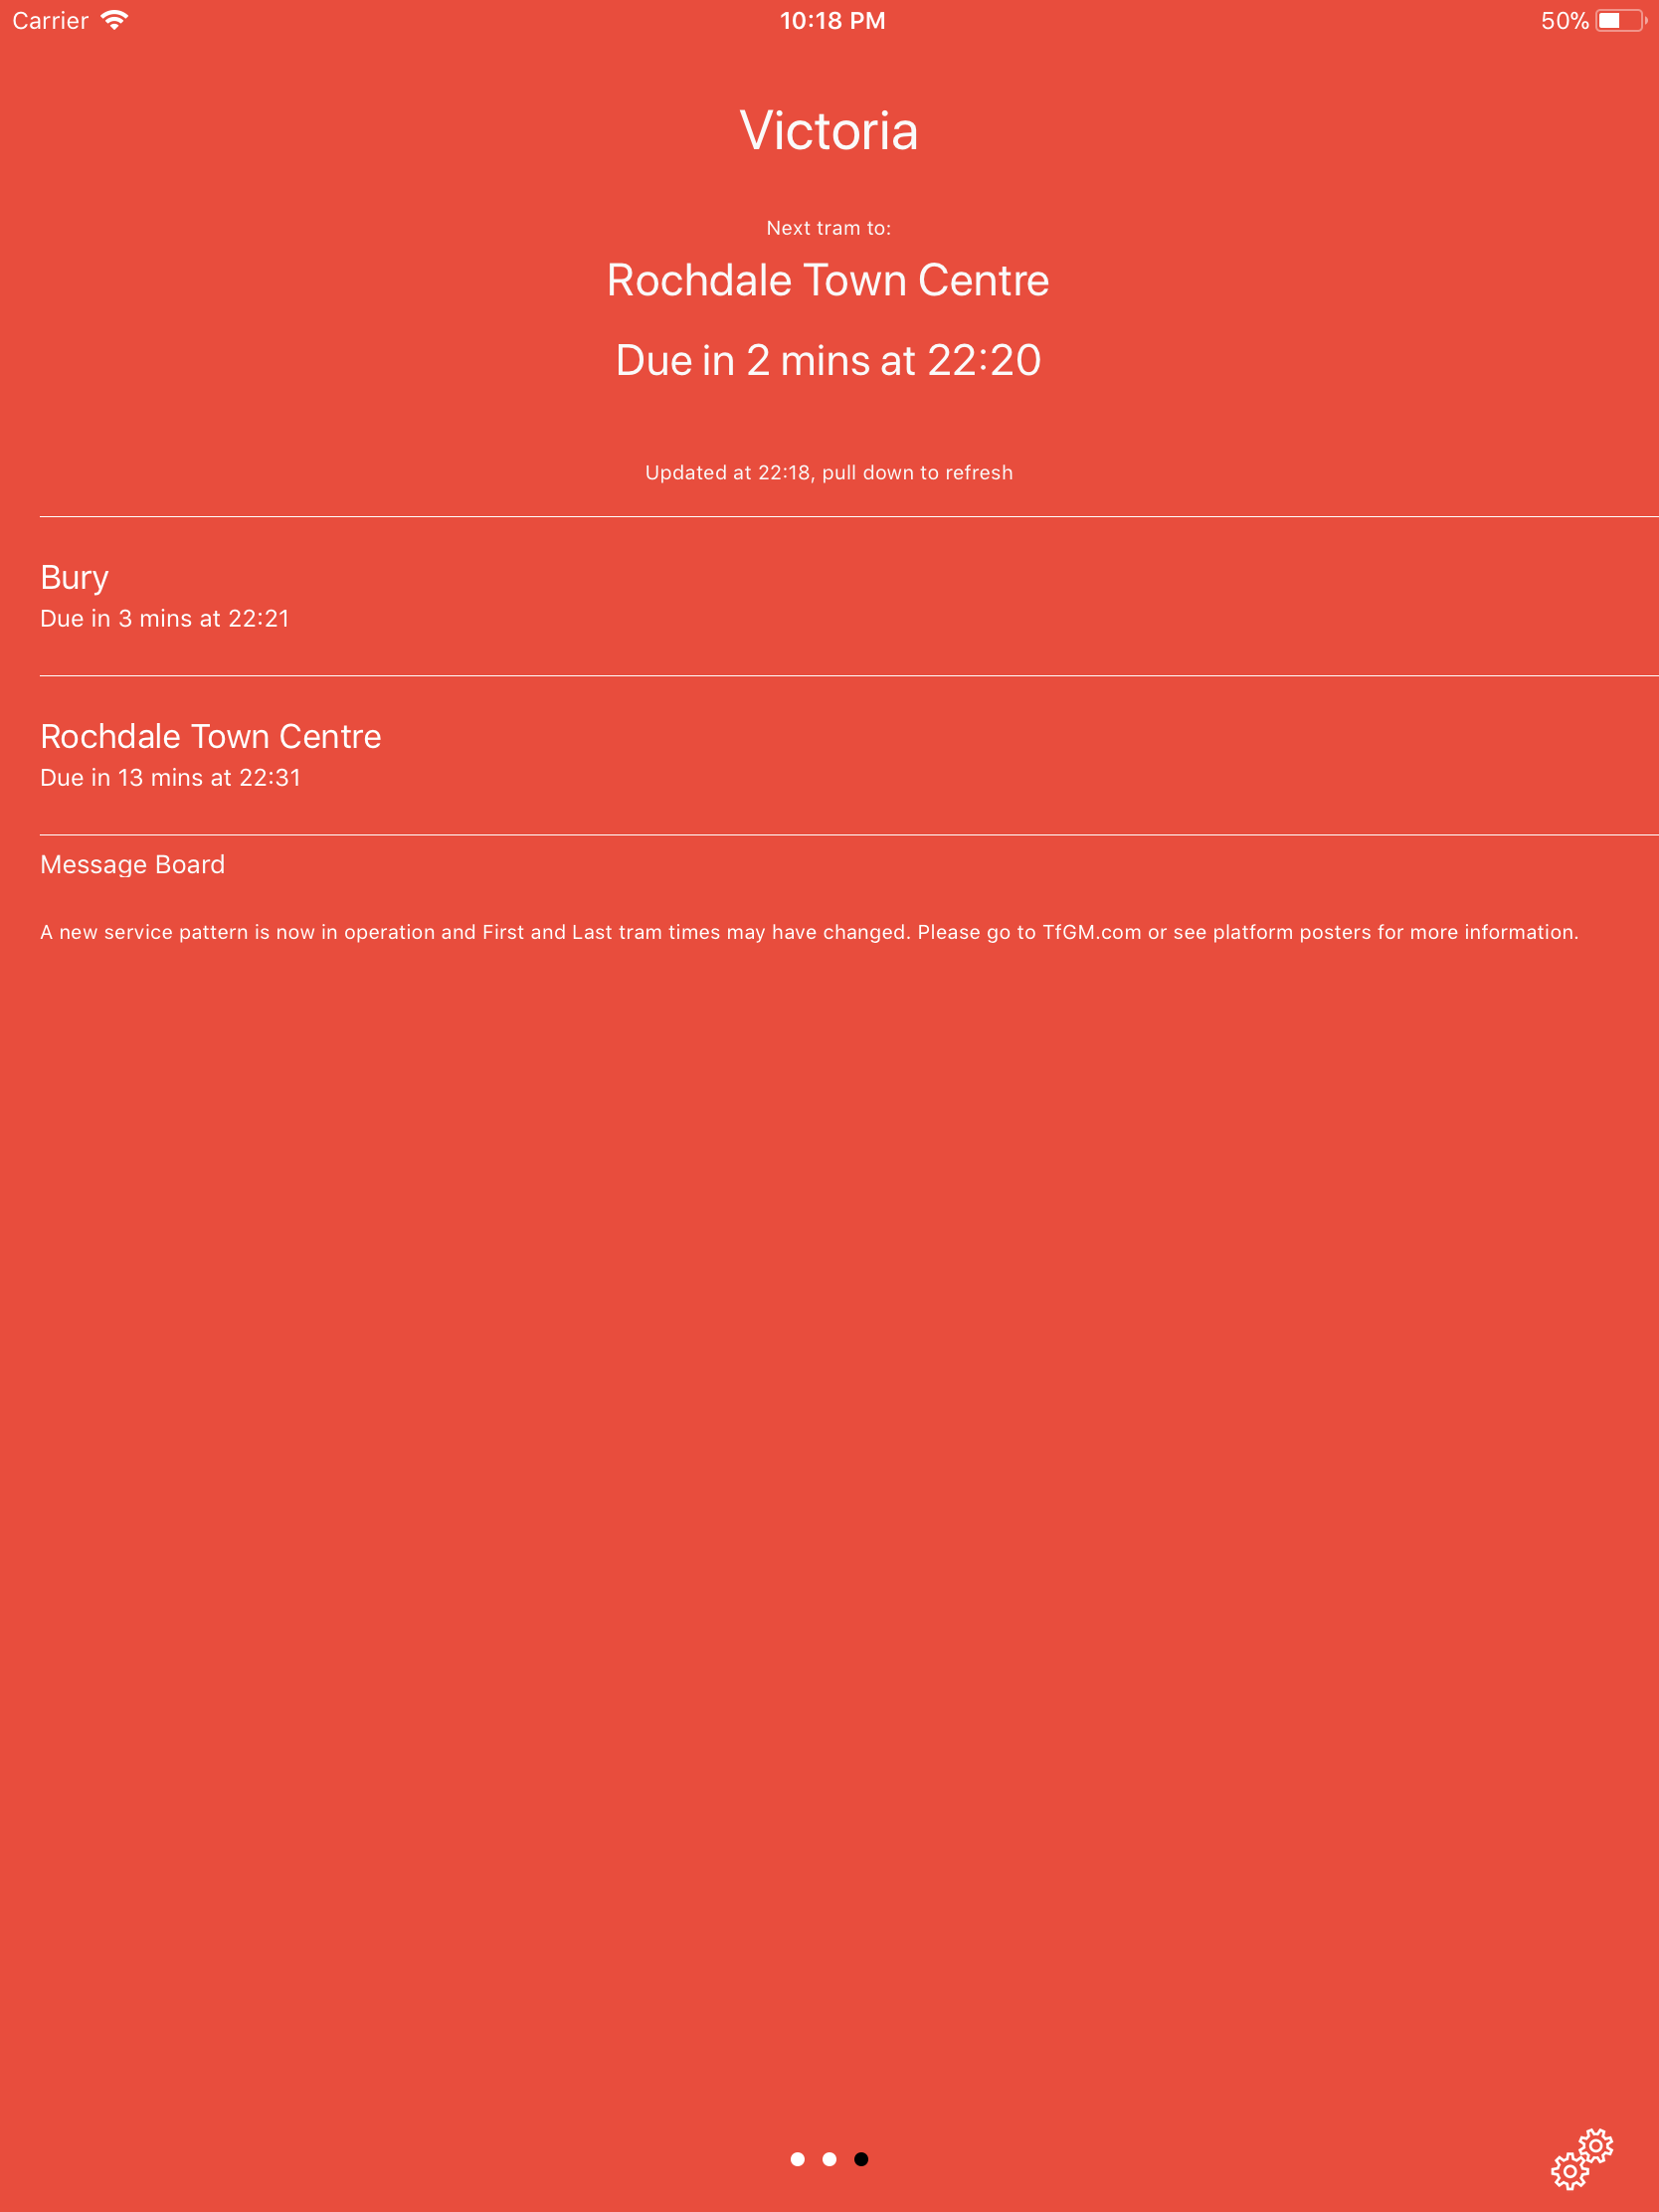 Carrier
10:18 PM
50%
Victoria
Next tram to:
Rochdale Town Centre
Due in 2 mins at 22:20
Updated at 22:18, pull down to refresh
Bury
Due in 3 mins at 22:21
Rochdale Town Centre
Due in 13 mins at 22:31
Message Board
A new service pattern is now in operation and First and Last tram times may have changed. Please go to TfGM.com or see platform posters for more information.